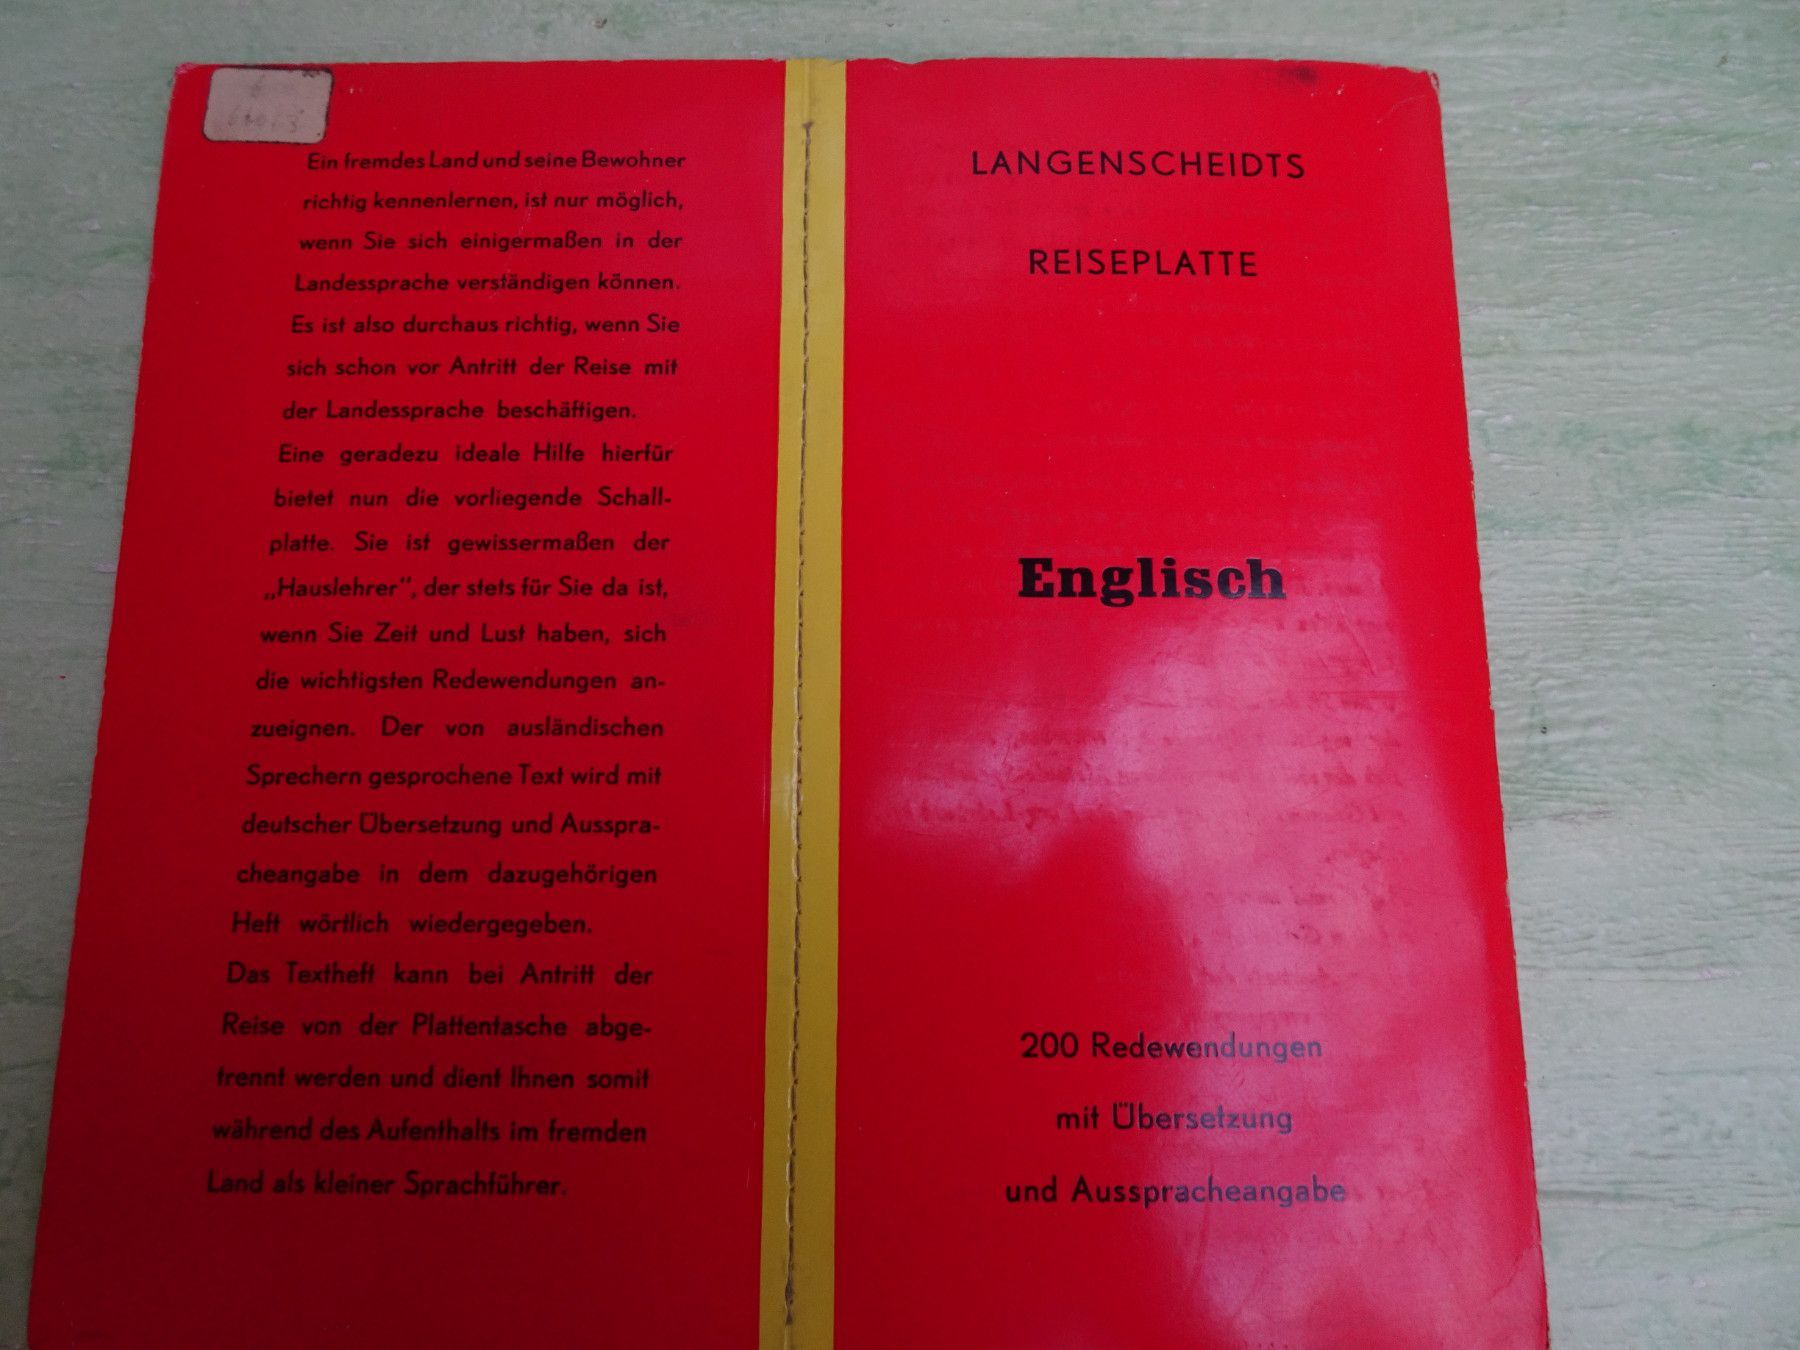 Ein fremdes Land und seine Bewohner
richtig kennenlernen, ist nur möglich,
wenn Sie sich einigermaßen in der
Landessprache verständigen können.
Es ist also durchaus richtig, wenn Sie
sich schon vor Antritt der Reise mit
der Landessprache beschäftigen.
Eine geradezu ideale Hilfe hierfür
bietet nun die vorliegende Schall-
platte. Sie ist gewissermaßen der
„Hauslehrer“, der stets für Sie da ist,
wenn Sie Zeit und Lust haben, sich
die wichtigsten Redewendungen an-
zueignen. Der von ausländischen
Sprechern gesprochene Text wird mit
deutscher Übersetzung und Ausspra-
cheangabe in dem dazugehörigen
Heft wörtlich wiedergegeben.
Das Textheft kann bei Antritt der
Reise von der Plattentasche abge-
trennt werden und dient Ihnen somit
während des Aufenthalts im fremden
Land als kleiner Sprachführer.
LANGENSCHEIDTS
REISEPLATTE
Englisch
200 Redewendungen
mit Übersetzung
und Ausspracheangabe